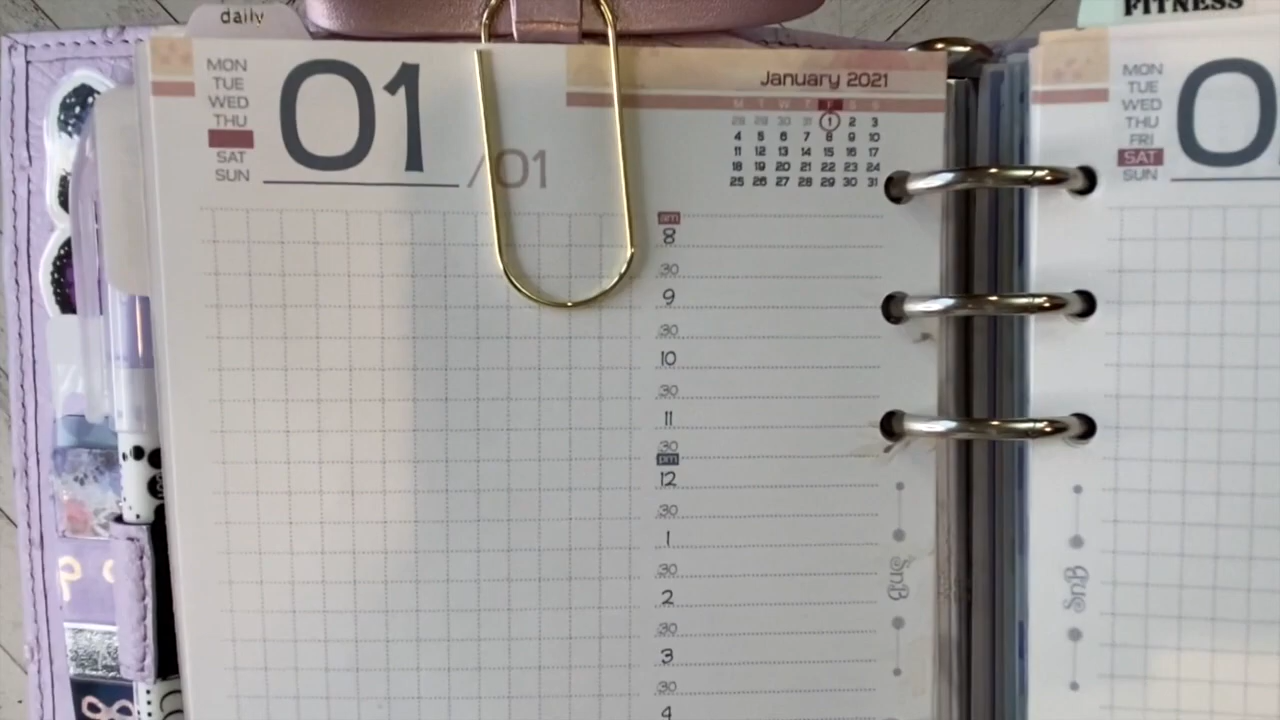 daily
FITNESS
MON
TUE
WED
THU
SAT
SUN
01
/01
January 2021
M T W T F S S
28 29 30 31 1 2 3
4 5 6 7 8 9 10
11 12 13 14 15 16 17
18 19 20 21 22 23 24
25 26 27 28 29 30 31
am
8
30
9
30
10
30
11
30
pm
12
30
1
30
2
30
3
30
4
SnB
MON
TUE
WED
THU
FRI
SAT
SUN
0
SnB